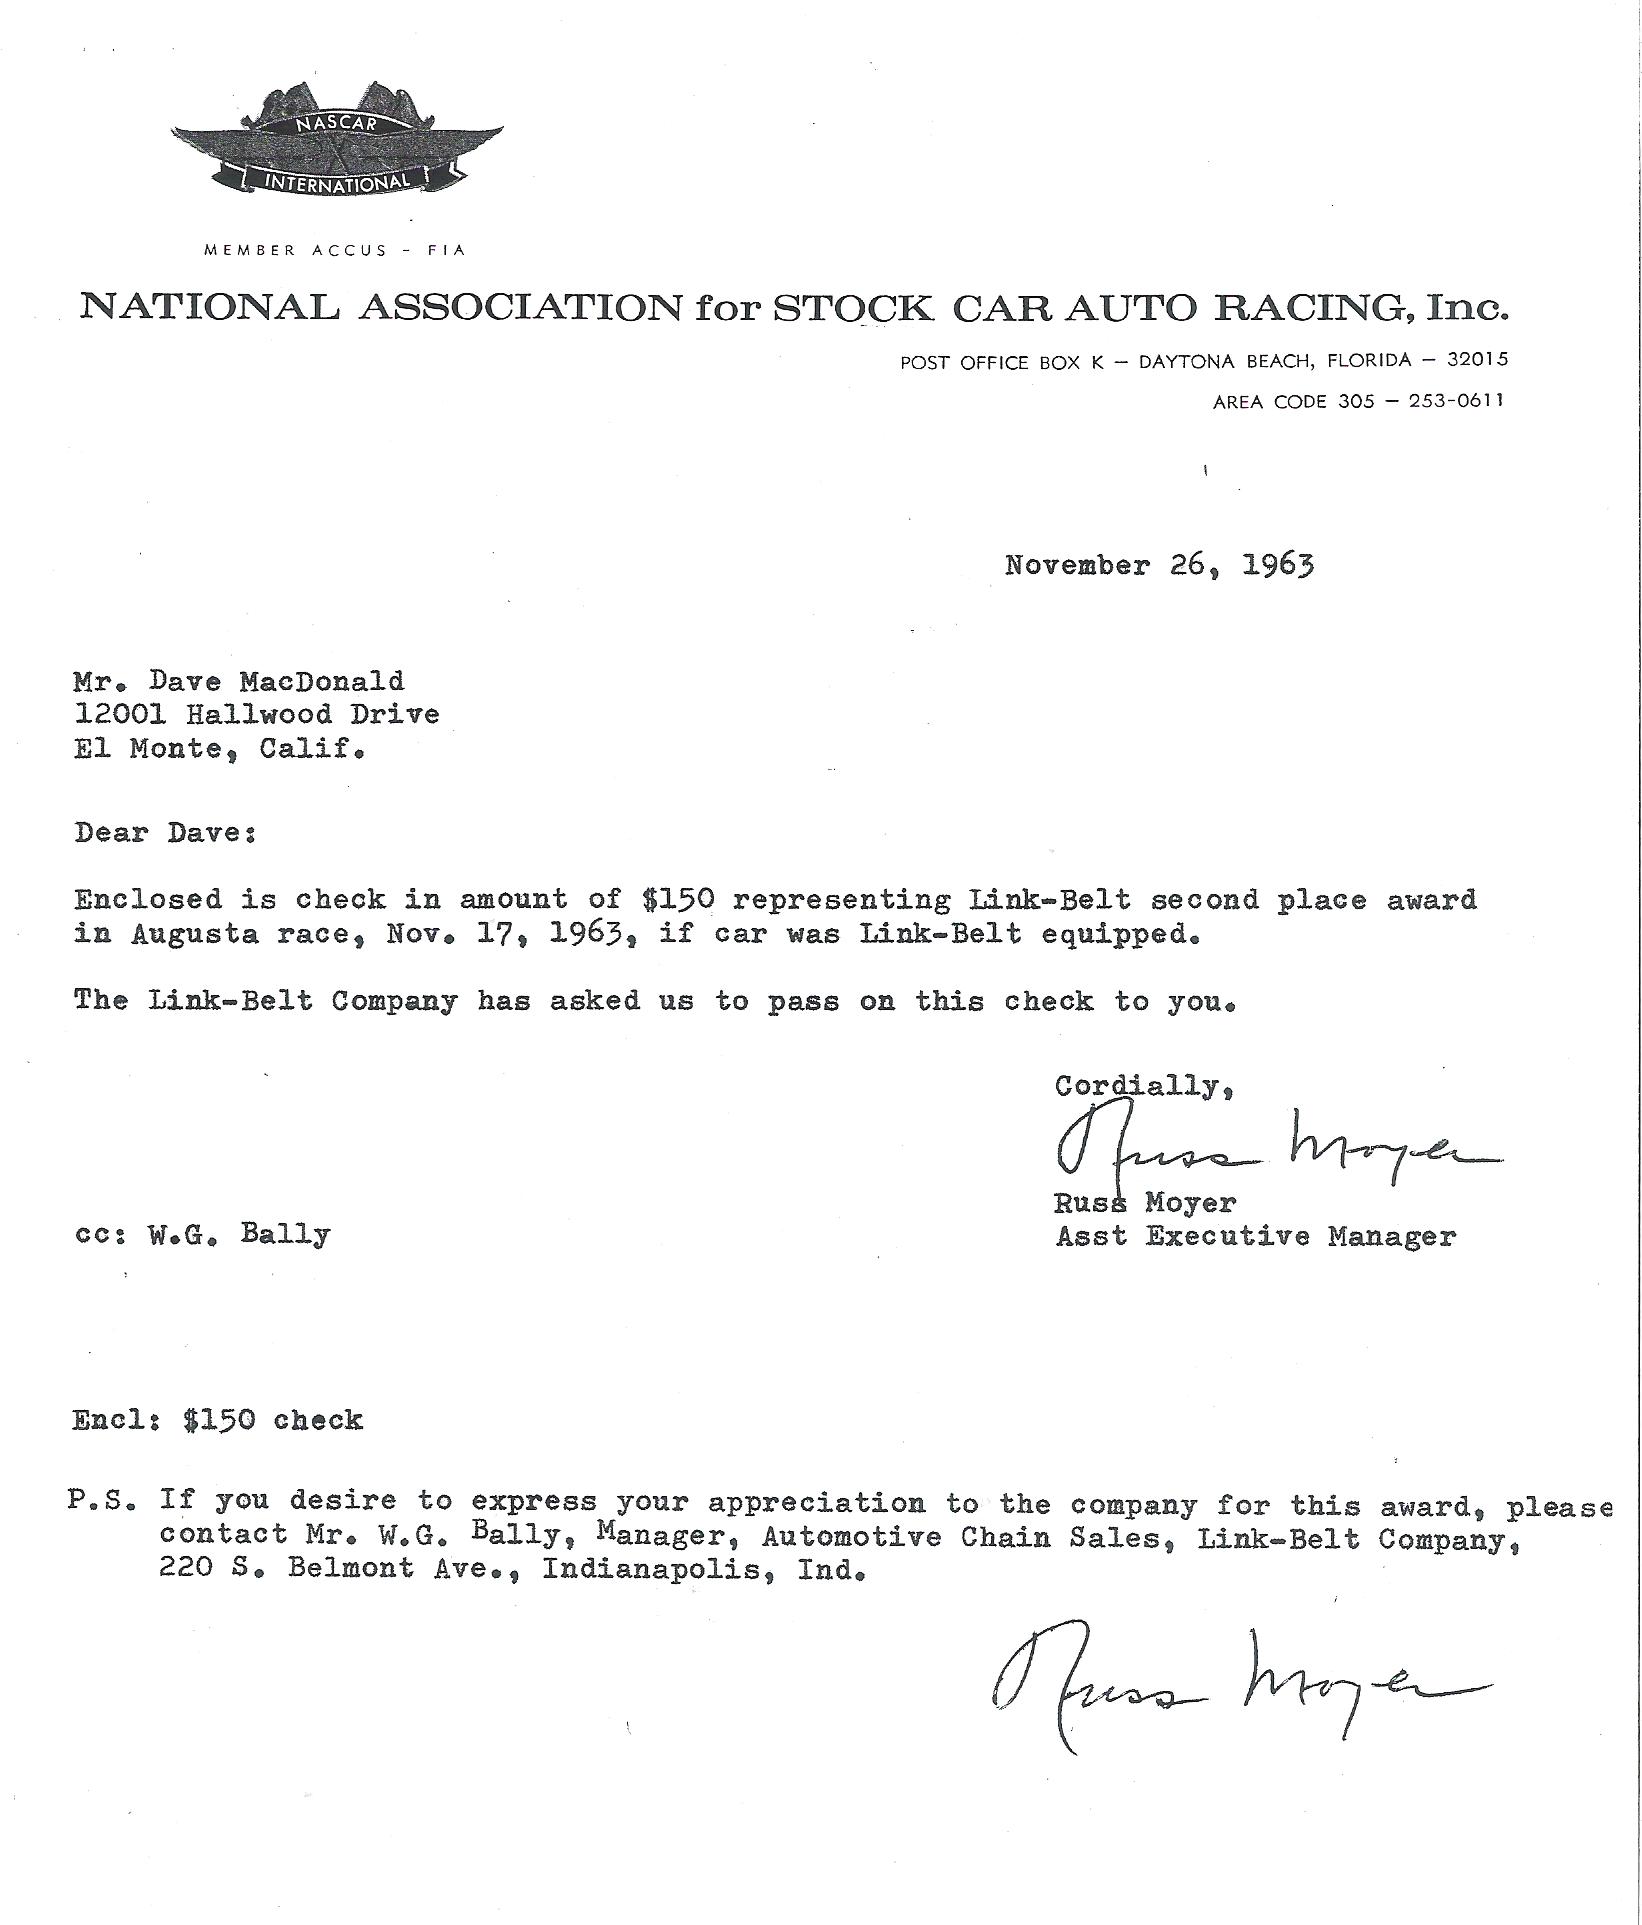 NASCAR
INTERNATIONAL
MEMBER ACCUS - FIA
NATIONAL ASSOCIATION for STOCK CAR AUTO RACING, Inc.
POST OFFICE BOX K – DAYTONA BEACH, FLORIDA – 32015
AREA CODE 305 – 253-0611
November 26, 1963
Mr. Dave MacDonald
12001 Hallwood Drive
El Monte, Calif.
Dear Dave:
Enclosed is check in amount of $150 representing Link-Belt second place award
in Augusta race, Nov. 17, 1963, if car was Link-Belt equipped.
The Link-Belt Company has asked us to pass on this check to you.
Cordially,
Russ Moyer
Russ Moyer
cc: W.G. Bally Asst Executive Manager
Encl: $150 check
P.S. If you desire to express your appreciation to the company for this award, please
contact Mr. W.G. Bally, Manager, Automotive Chain Sales, Link-Belt Company,
220 S. Belmont Ave., Indianapolis, Ind.
Russ Moyer